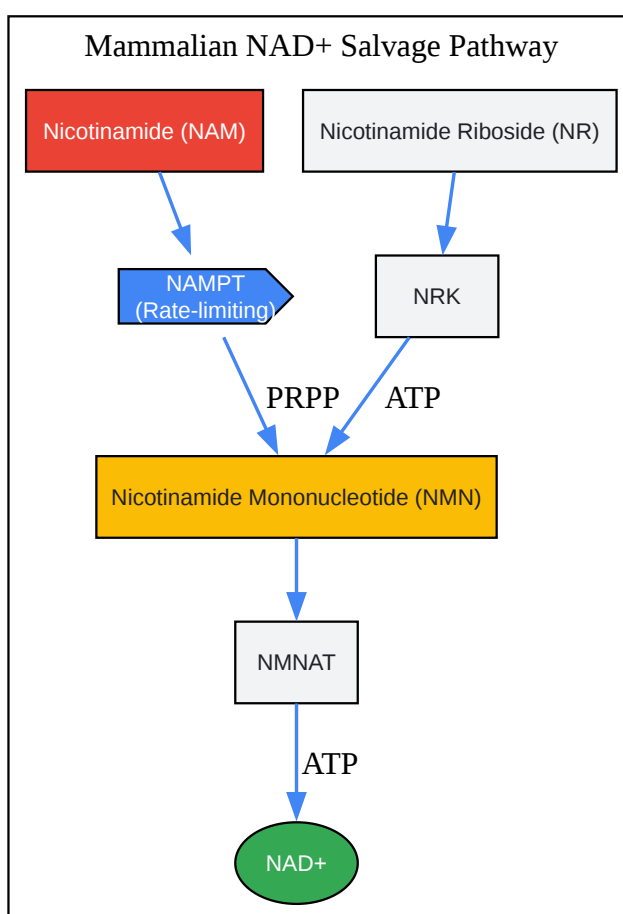 Mammalian NAD+ Salvage Pathway
Nicotinamide (NAM)
Nicotinamide Riboside (NR)
NAMPT
(Rate-limiting)
NRK
PRPP
ATP
Nicotinamide Mononucleotide (NMN)
NMNAT
ATP
NAD+